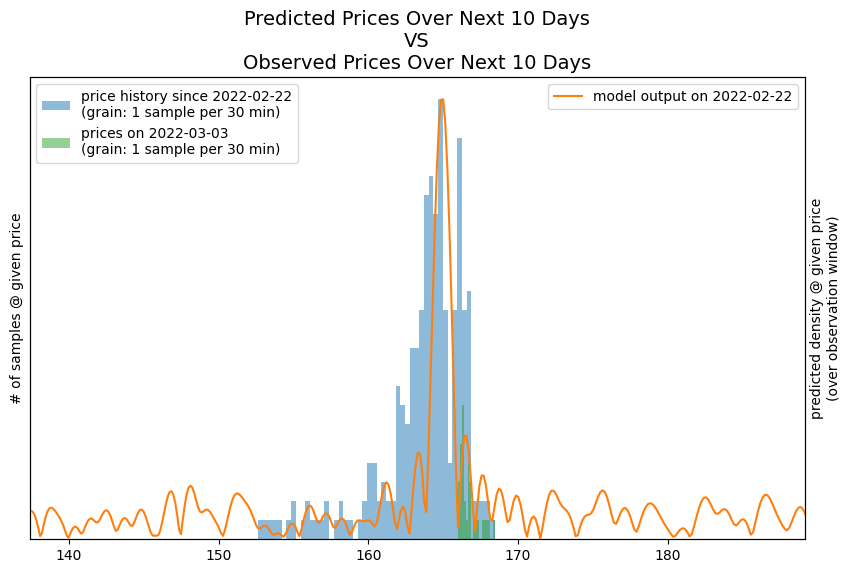 Predicted Prices Over Next 10 Days
VS
Observed Prices Over Next 10 Days
price history since 2022-02-22
(grain: 1 sample per 30 min)
prices on 2022-03-03
(grain: 1 sample per 30 min)
model output on 2022-02-22
# of samples @ given price
predicted density @ given price
(over observation window)
140
150
160
170
180